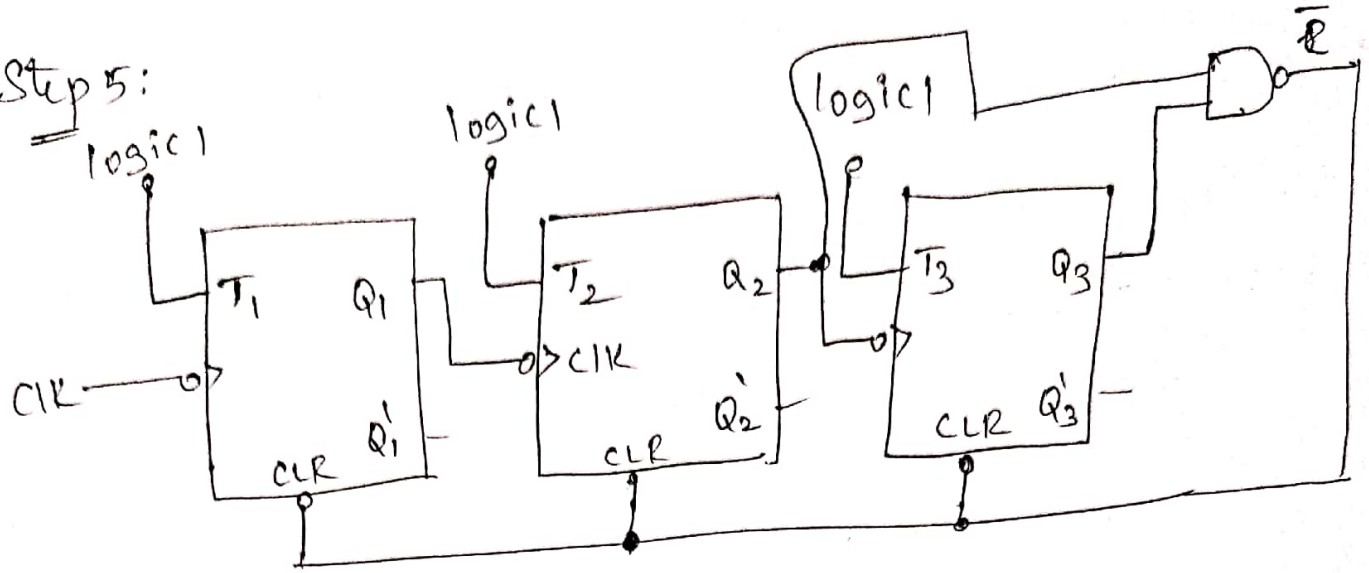 Step 5:
logic 1
logic 1
logic 1
R̅
T1
Q1
T2
Q2
T3
Q3
Clk
Clk
Q1'
Q2'
Q3'
CLR
CLR
CLR